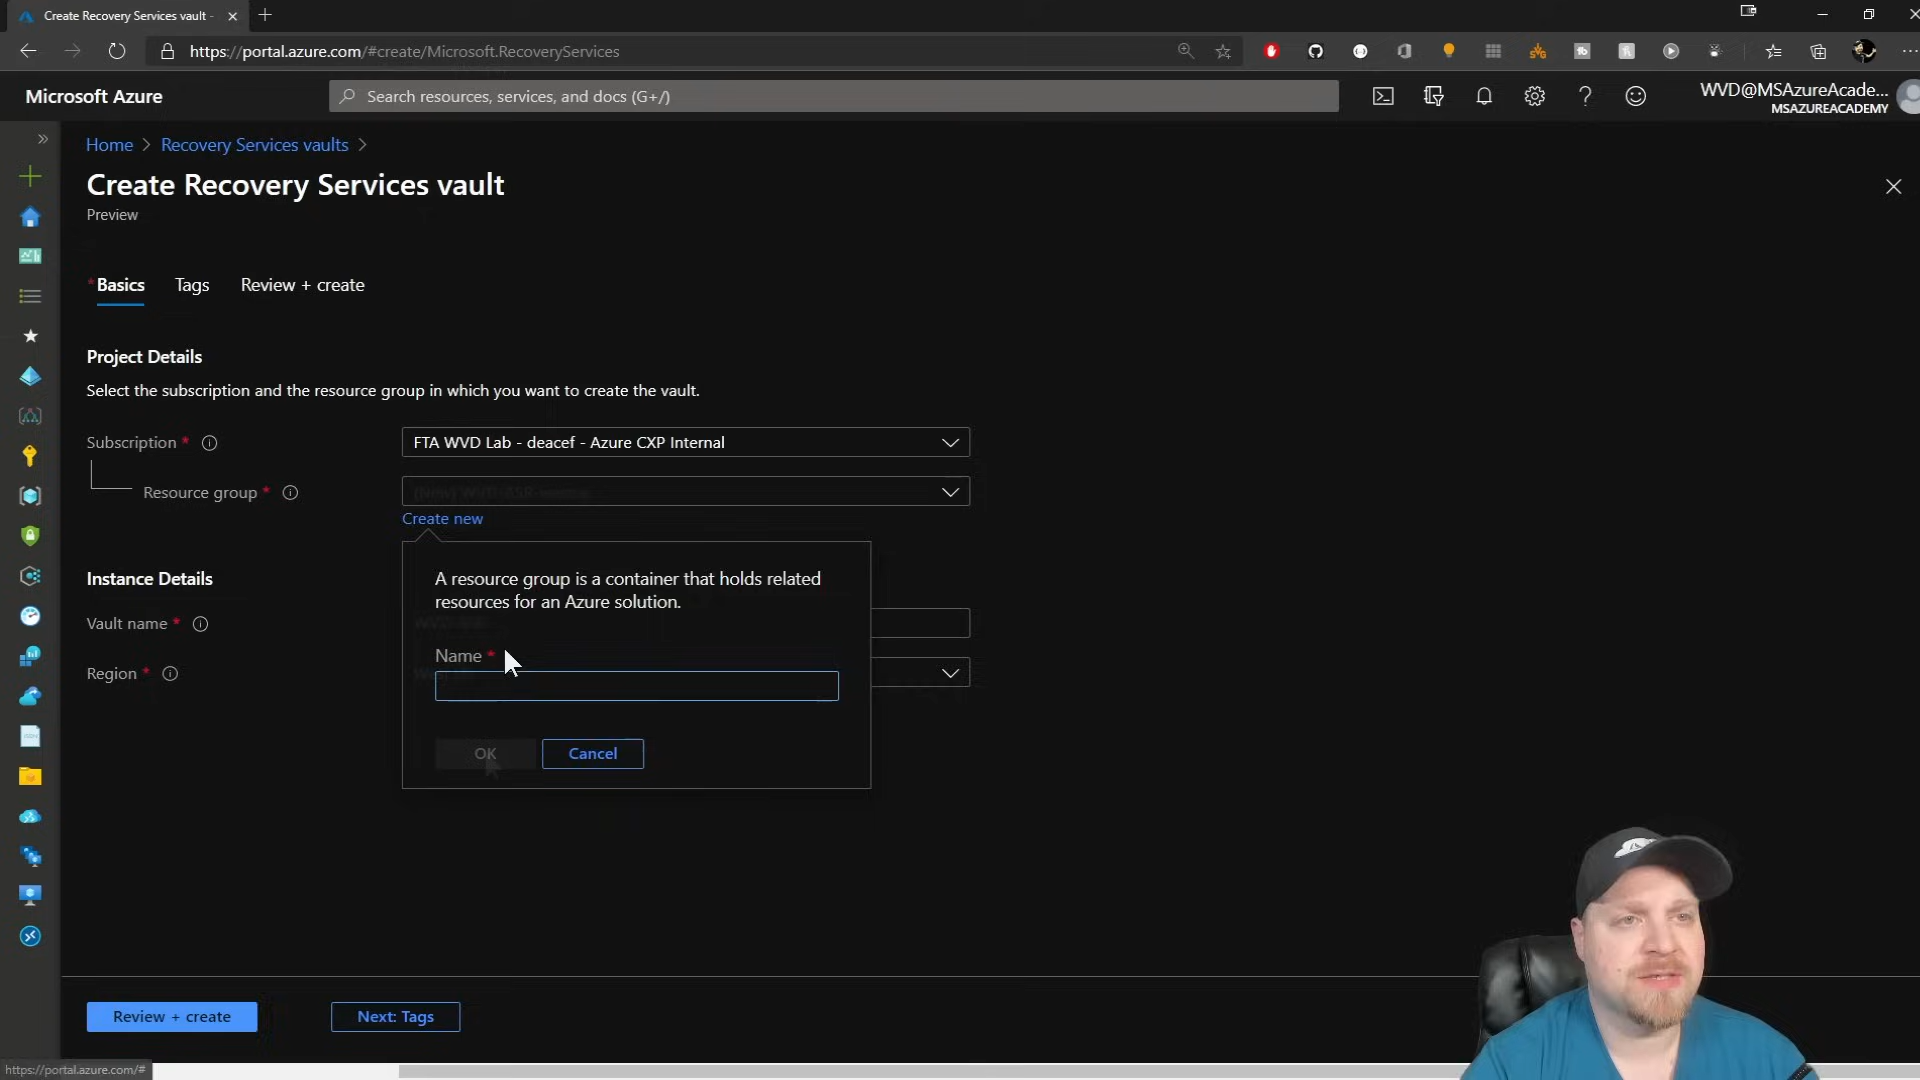 Create Recovery Services vault -
https://portal.azure.com/#create/Microsoft.RecoveryServices
Microsoft Azure
Search resources, services, and docs (G+/)
WVD@MSAzureAcade...
MSAZUREACADEMY
Home > Recovery Services vaults >
Create Recovery Services vault
Preview
* Basics
Tags
Review + create
Project Details
Select the subscription and the resource group in which you want to create the vault.
Subscription *
FTA WVD Lab - deacef - Azure CXP Internal
Resource group *
Create new
A resource group is a container that holds related
resources for an Azure solution.
Instance Details
Vault name *
Name *
Region *
OK
Cancel
Review + create
Next: Tags
https://portal.azure.com/#